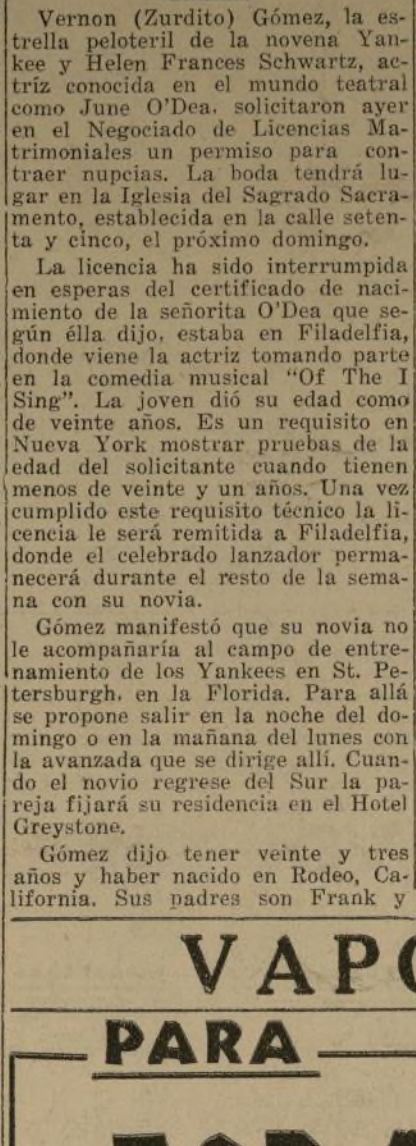 Vernon (Zurdito) Gómez, la es-
trella peloteril de la novena Yan-
kee y Helen Frances Schwartz, ac-
tríz conocida en el mundo teatral
como June O'Dea. solicitaron ayer
en el Negociado de Licencias Ma-
trimoniales un permiso para con-
traer nupcias. La boda tendrá lu-
gar en la Iglesia del Sagrado Sacra-
mento, establecida en la calle seten-
ta y cinco, el próximo domingo.
La licencia ha sido interrumpida
en esperas del certificado de naci-
miento de la señorita O'Dea que se-
gún élla dijo, estaba en Filadelfia,
donde viene la actriz tomando parte
en la comedia musical "Of The I
Sing". La joven dió su edad como
de veinte años. Es un requisito en
Nueva York mostrar pruebas de la
edad del solicitante cuando tienen
menos de veinte y un años. Una vez
cumplido este requisito técnico la li-
cencia le será remitida a Filadelfia,
donde el celebrado lanzador perma-
necerá durante el resto de la sema-
na con su novia.
Gómez manifestó que su novia no
le acompañaría al campo de entre-
namiento de los Yankees en St. Pe-
tersburgh. en la Florida. Para allá
se propone salir en la noche del do-
mingo o en la mañana del lunes con
la avanzada que se dirige allí. Cuan-
do el novio regrese del Sur la pa-
reja fijará su residencia en el Hotel
Greystone.
Gómez dijo tener veinte y tres
años y haber nacido en Rodeo, Ca-
lifornia. Sus padres son Frank y
VAPO
PARA